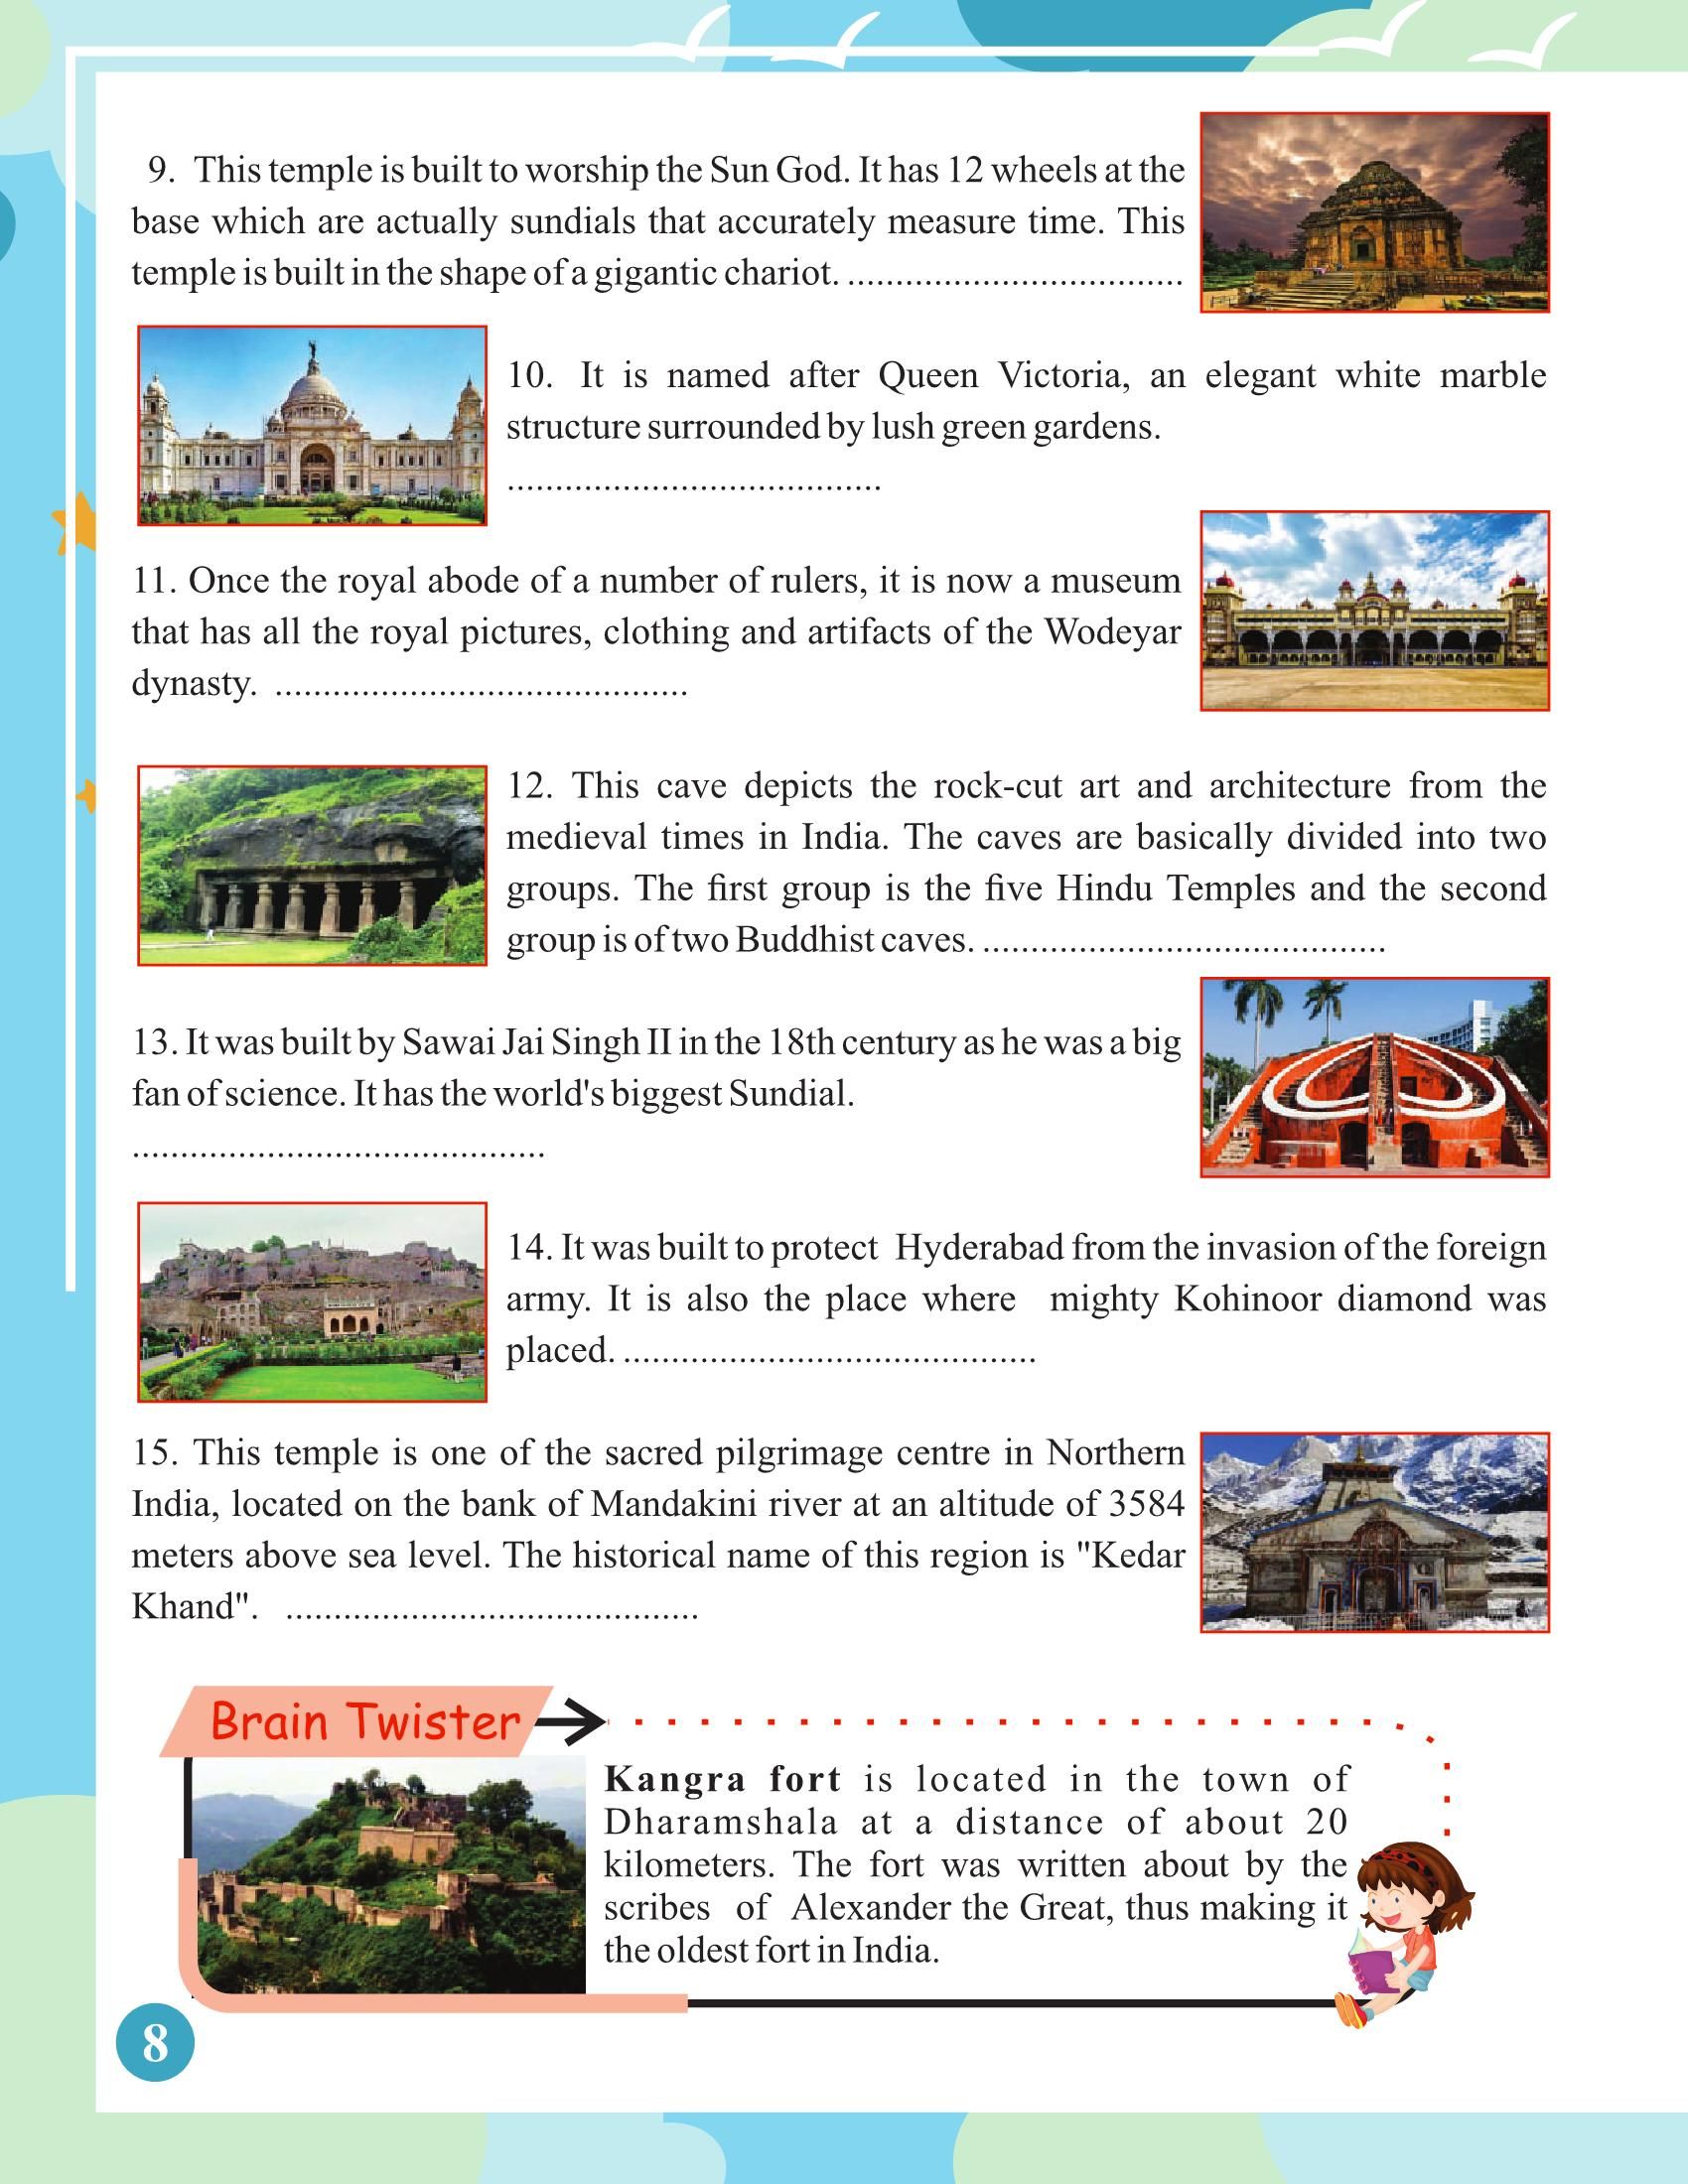 9. This temple is built to worship the Sun God. It has 12 wheels at the
base which are actually sundials that accurately measure time. This
temple is built in the shape of a gigantic chariot. ...................................
10. It is named after Queen Victoria, an elegant white marble
structure surrounded by lush green gardens.
.......................................
11. Once the royal abode of a number of rulers, it is now a museum
that has all the royal pictures, clothing and artifacts of the Wodeyar
dynasty. ...........................................
12. This cave depicts the rock-cut art and architecture from the
medieval times in India. The caves are basically divided into two
groups. The first group is the five Hindu Temples and the second
group is of two Buddhist caves. ..........................................
13. It was built by Sawai Jai Singh II in the 18th century as he was a big
fan of science. It has the world's biggest Sundial.
...........................................
14. It was built to protect Hyderabad from the invasion of the foreign
army. It is also the place where mighty Kohinoor diamond was
placed. ...........................................
15. This temple is one of the sacred pilgrimage centre in Northern
India, located on the bank of Mandakini river at an altitude of 3584
meters above sea level. The historical name of this region is "Kedar
Khand". ...........................................
Brain Twister
Kangra fort is located in the town of
Dharamshala at a distance of about 20
kilometers. The fort was written about by the
scribes of Alexander the Great, thus making it
the oldest fort in India.
8